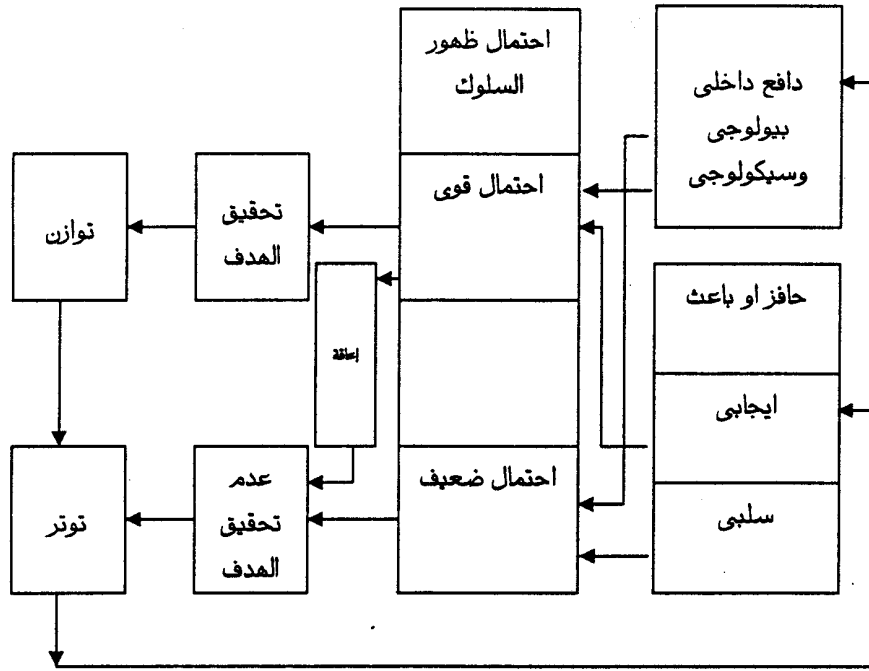 دافع داخلى
بيولوجى
وسيكولوجى
حافز او باعث
ايجابى
سلبى
احتمال ظهور
السلوك
احتمال قوى
احتمال ضعيف
إعاقة
تحقيق
الهدف
عدم
تحقيق
الهدف
توازن
توتر